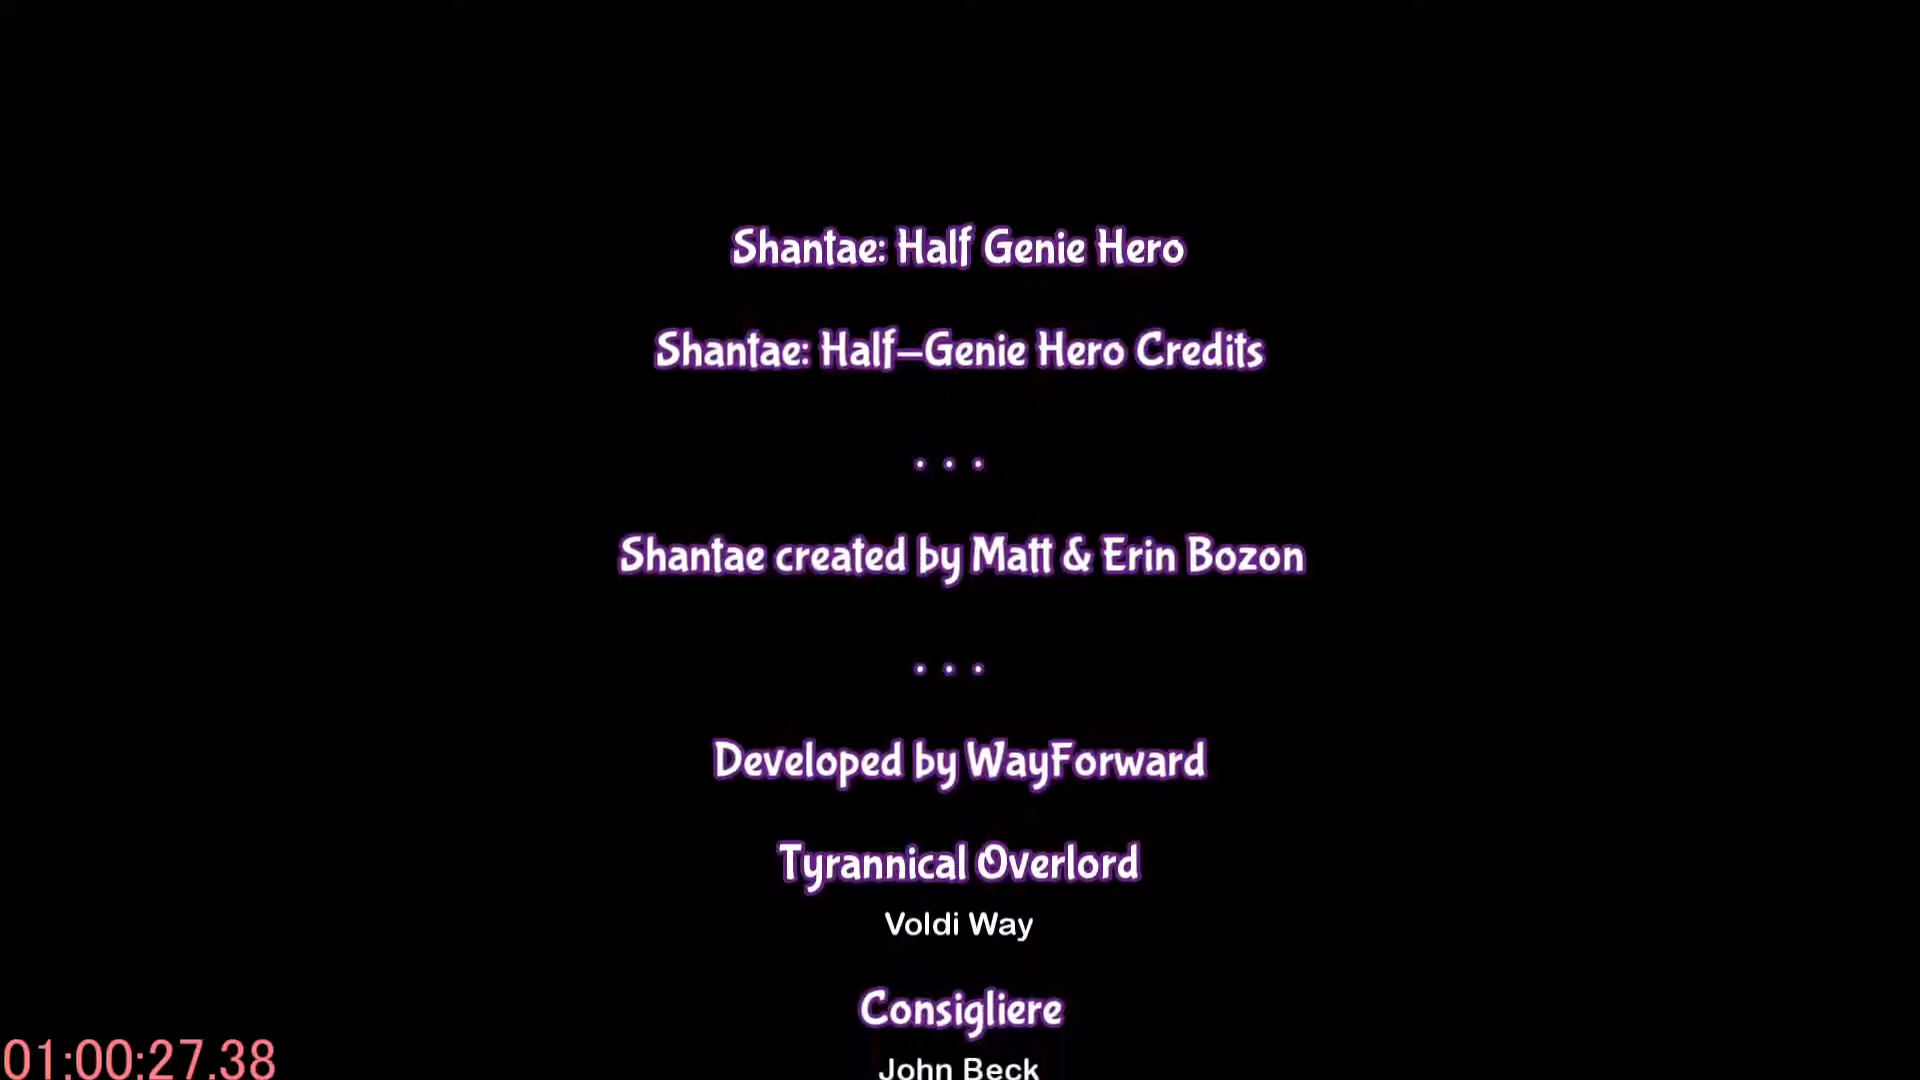 Shantae: Half Genie Hero
Shantae: Half-Genie Hero Credits
. . .
Shantae created by Matt & Erin Bozon
. . .
Developed by WayForward
Tyrannical Overlord
Voldi Way
Consigliere
John Beck
01:00:27.38